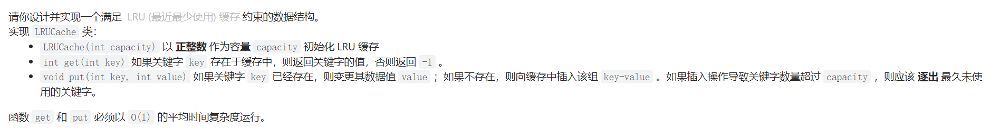 请你设计并实现一个满足 LRU (最近最少使用) 缓存 约束的数据结构。
实现 LRUCache 类：
• LRUCache(int capacity) 以 正整数 作为容量 capacity 初始化 LRU 缓存
• int get(int key) 如果关键字 key 存在于缓存中，则返回关键字的值，否则返回 -1 。
• void put(int key, int value) 如果关键字 key 已经存在，则变更其数据值 value ；如果不存在，则向缓存中插入该组 key-value 。如果插入操作导致关键字数量超过 capacity ，则应该 逐出 最久未使
用的关键字。
函数 get 和 put 必须以 O(1) 的平均时间复杂度运行。